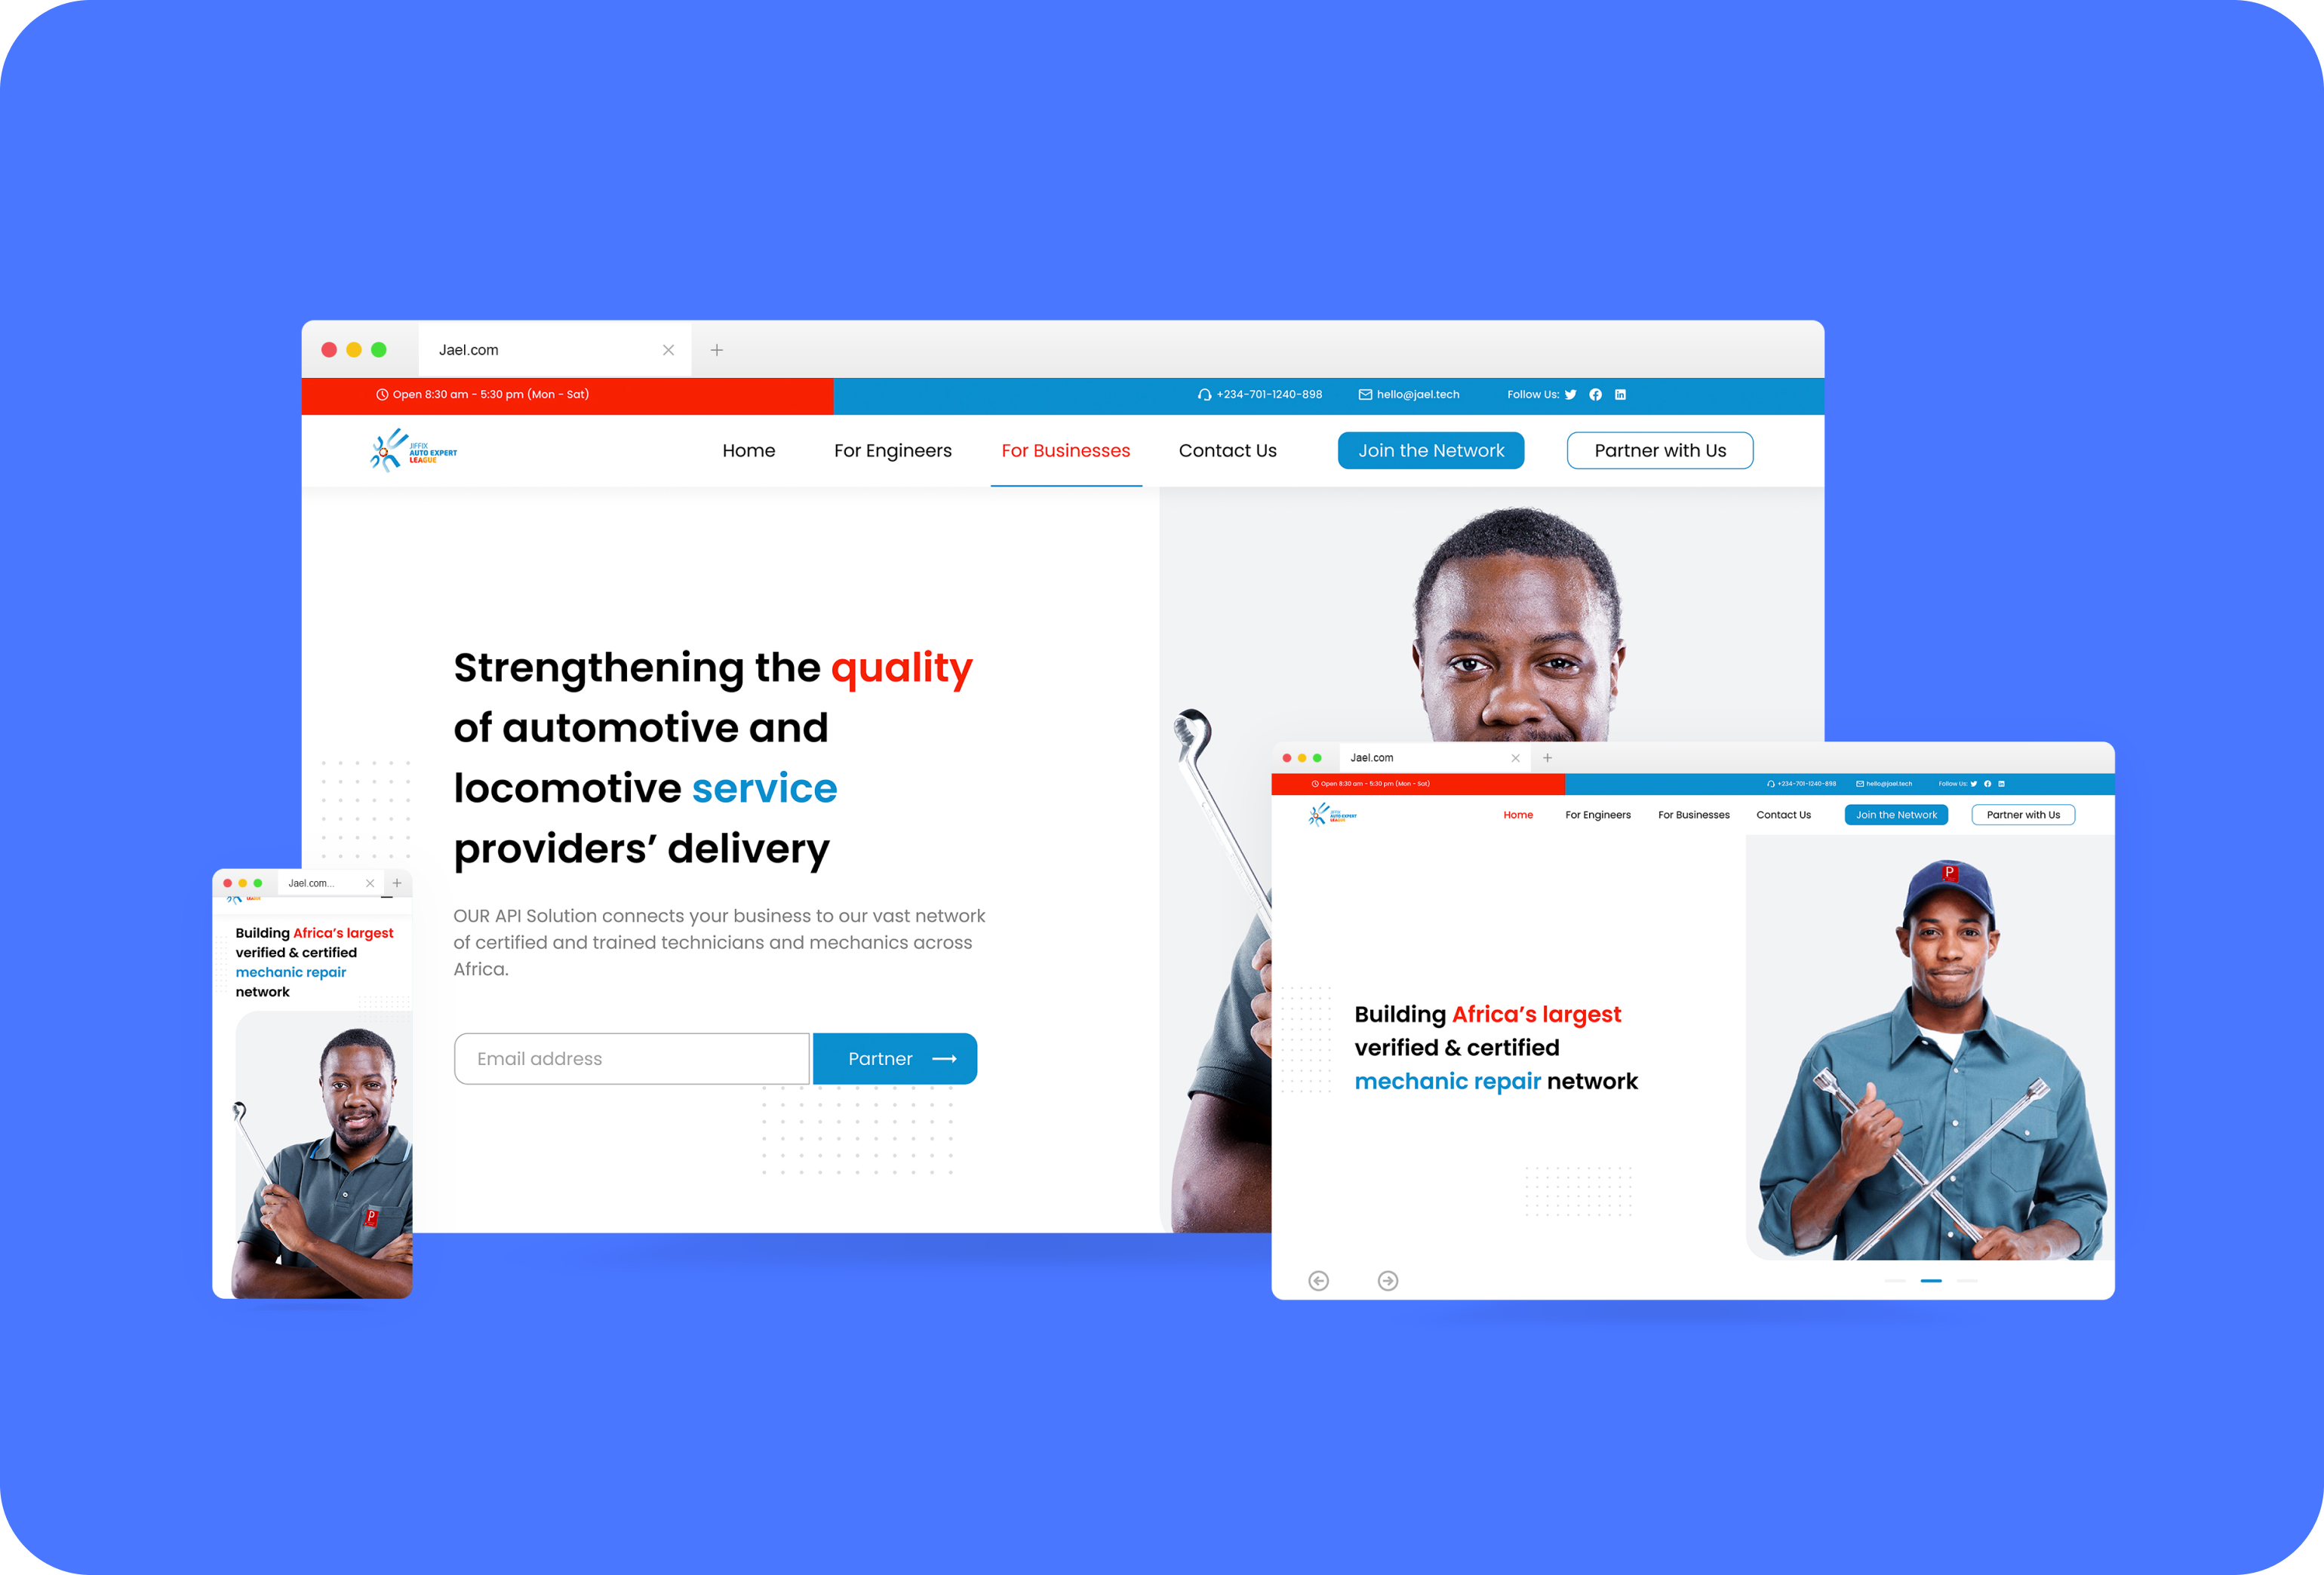 Jael.com
Open 8:30 am - 5:30 pm (Mon - Sat)
+234-701-1240-898
hello@jael.tech
Follow Us:
JIFFIX
AUTO EXPERT
LEAGUE
Home
For Engineers
For Businesses
Contact Us
Join the Network
Partner with Us
Strengthening the quality
of automotive and
locomotive service
providers’ delivery
OUR API Solution connects your business to our vast network
of certified and trained technicians and mechanics across
Africa.
Email address
Partner
Jael.com...
LEAGUE
Building Africa’s largest
verified & certified
mechanic repair
network
P
Jael.com
Open 8:30 am - 5:30 pm (Mon - Sat)
+234-701-1240-898
hello@jael.tech
Follow Us:
JIFFIX
AUTO EXPERT
LEAGUE
Home
For Engineers
For Businesses
Contact Us
Join the Network
Partner with Us
Building Africa’s largest
verified & certified
mechanic repair network
P